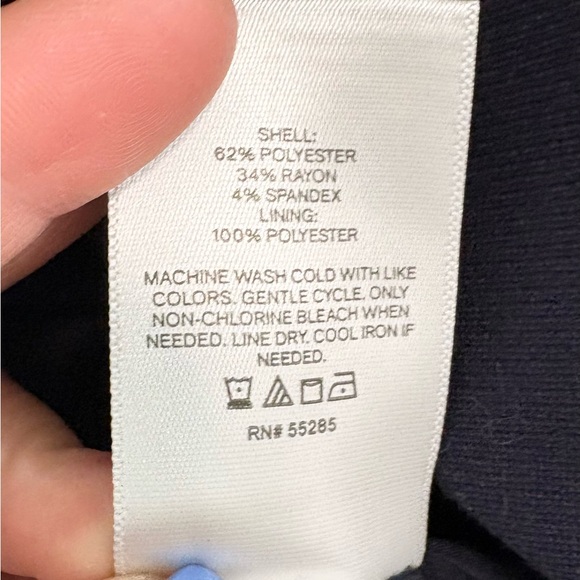 SHELL:
62% POLYESTER
34% RAYON
4% SPANDEX
LINING:
100% POLYESTER
MACHINE WASH COLD WITH LIKE
COLORS. GENTLE CYCLE. ONLY
NON-CHLORINE BLEACH WHEN
NEEDED. LINE DRY. COOL IRON IF
NEEDED.
RN# 55285